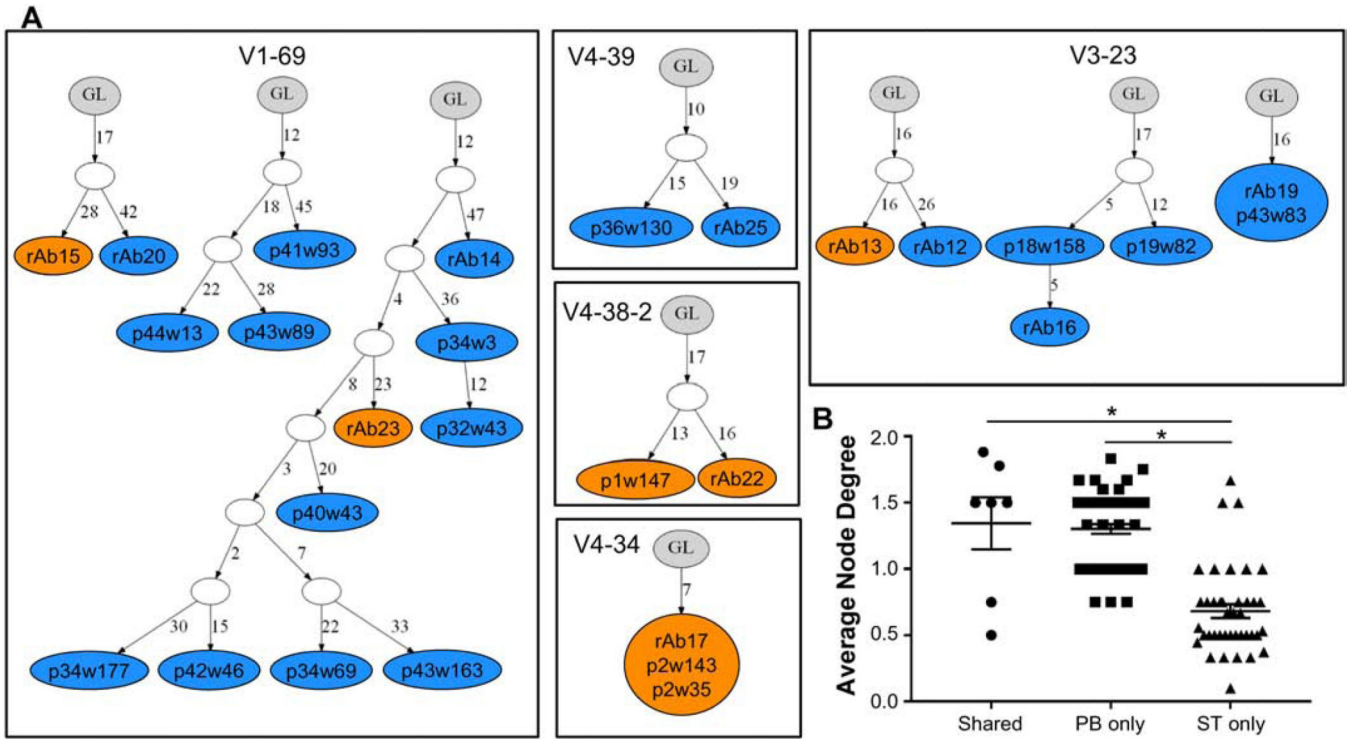 A
V1-69
GL
GL
GL
17
12
12
28
42
18
45
47
rAb15
rAb20
p41w93
rAb14
22
28
4
36
p44w13
p43w89
p34w3
8
23
12
rAb23
p32w43
3
20
p40w43
2
7
30
15
22
33
p34w177
p42w46
p34w69
p43w163
V4-39
GL
10
15
19
p36w130
rAb25
V4-38-2
GL
17
13
16
p1w147
rAb22
V4-34
GL
7
rAb17
p2w143
p2w35
V3-23
GL
GL
GL
16
17
16
16
26
5
12
rAb13
rAb12
p18w158
p19w82
rAb19
p43w83
5
rAb16
B
*
*
Average Node Degree
2.0
1.5
1.0
0.5
0.0
Shared
PB only
ST only